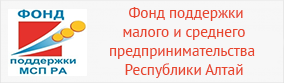 ФОНД
поддержки
МСП РА
Фонд поддержки
малого и среднего
предпринимательства
Республики Алтай